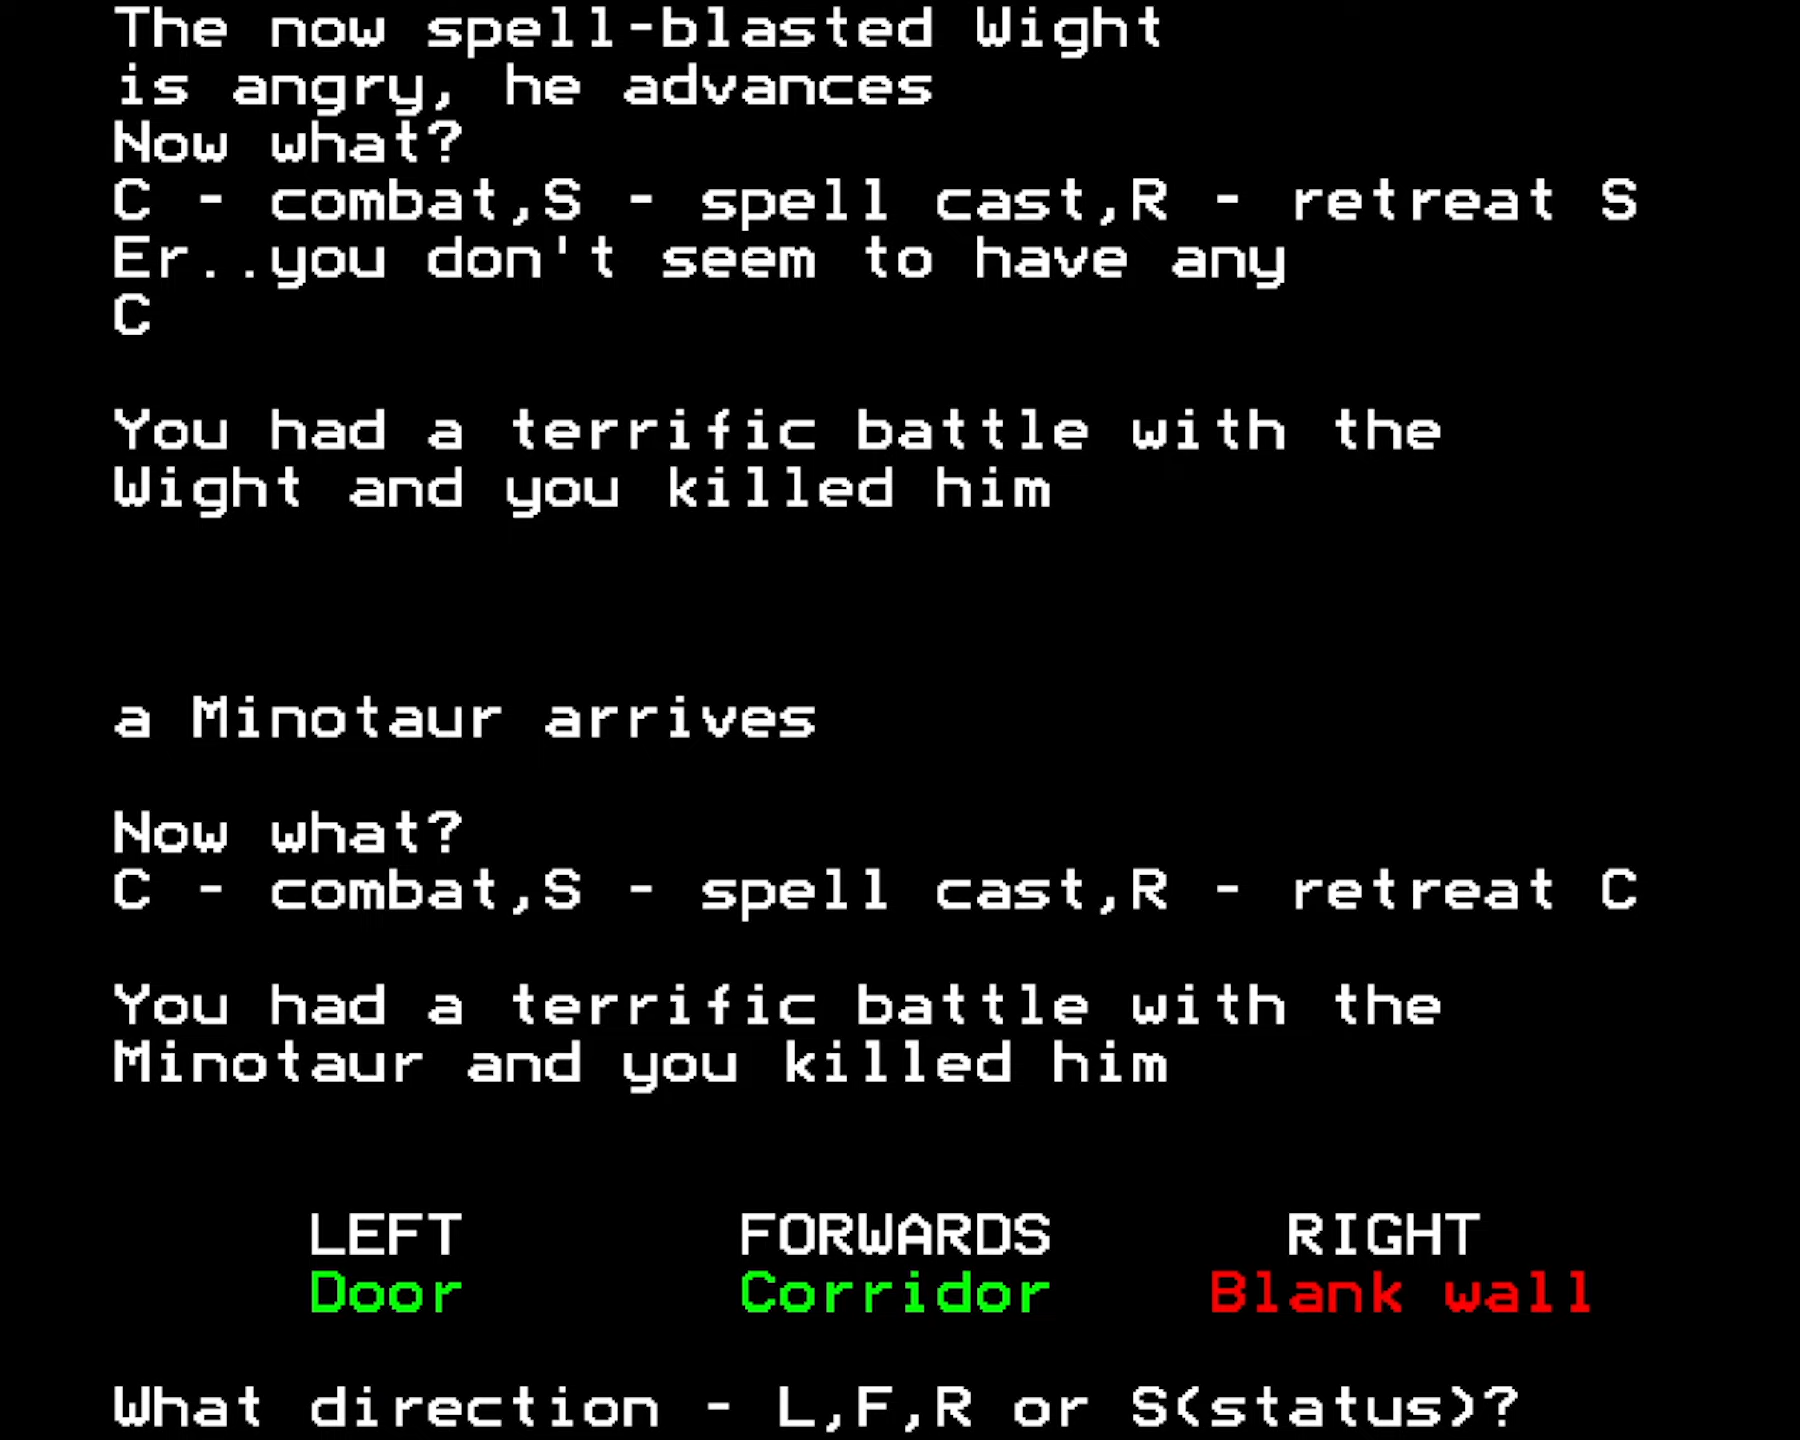 The now spell-blasted Wight
is angry, he advances
Now what?
C - combat,S - spell cast,R - retreat S
Er..you don't seem to have any
C
You had a terrific battle with the
Wight and you killed him
a Minotaur arrives
Now what?
C - combat,S - spell cast,R - retreat C
You had a terrific battle with the
Minotaur and you killed him
LEFT FORWARDS RIGHT
Door Corridor Blank wall
What direction - L,F,R or S(status)?